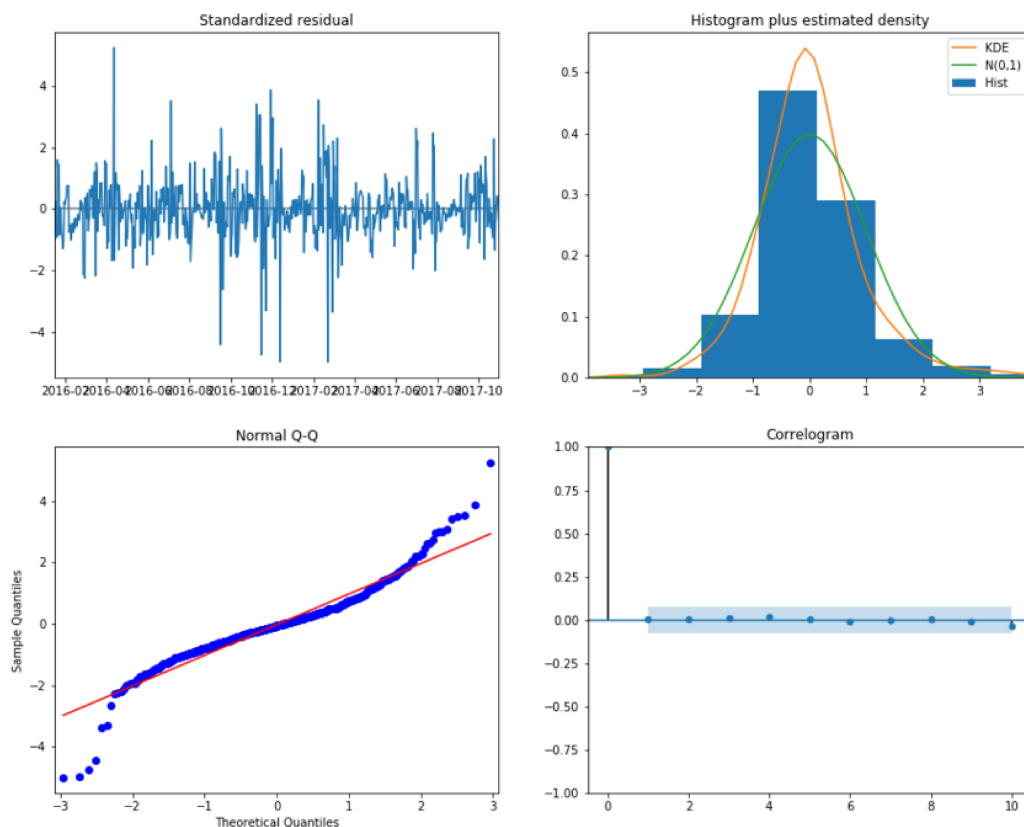 Standardized residual
4
2
0
−2
−4
2016-02 2016-04 2016-06 2016-08 2016-10 2016-12 2017-02 2017-04 2017-06 2017-08 2017-10
Histogram plus estimated density
KDE
N(0,1)
Hist
0.5
0.4
0.3
0.2
0.1
0.0
−3 −2 −1 0 1 2 3
Normal Q-Q
Sample Quantiles
4
2
0
−2
−4
−3 −2 −1 0 1 2 3
Theoretical Quantiles
Correlogram
1.00
0.75
0.50
0.25
0.00
−0.25
−0.50
−0.75
−1.00
0 2 4 6 8 10